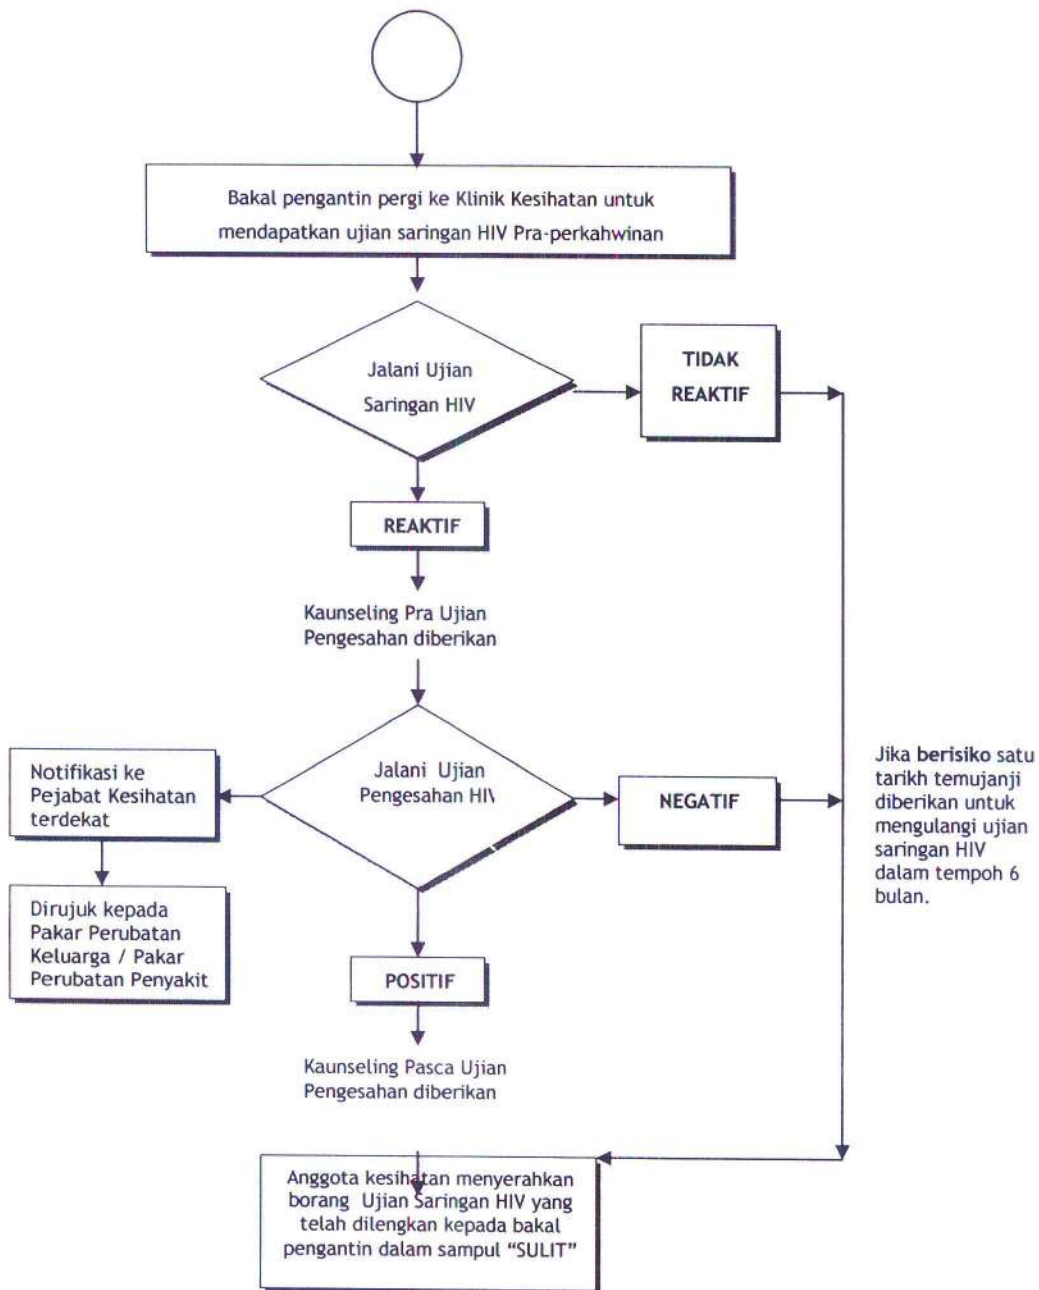 Bakal pengantin pergi ke Klinik Kesihatan untuk
mendapatkan ujian saringan HIV Pra-perkahwinan
Jalani Ujian
Saringan HIV
TIDAK
REAKTIF
REAKTIF
Kaunseling Pra Ujian
Pengesahan diberikan
Jalani Ujian
Pengesahan HIV
Notifikasi ke
Pejabat Kesihatan
terdekat
NEGATIF
Jika berisiko satu
tarikh temujanji
diberikan untuk
mengulangi ujian
saringan HIV
dalam tempoh 6
bulan.
Dirujuk kepada
Pakar Perubatan
Keluarga / Pakar
Perubatan Penyakit
POSITIF
Kaunseling Pasca Ujian
Pengesahan diberikan
Anggota kesihatan menyerahkan
borang Ujian Saringan HIV yang
telah dilengkan kepada bakal
pengantin dalam sampul “SULIT”